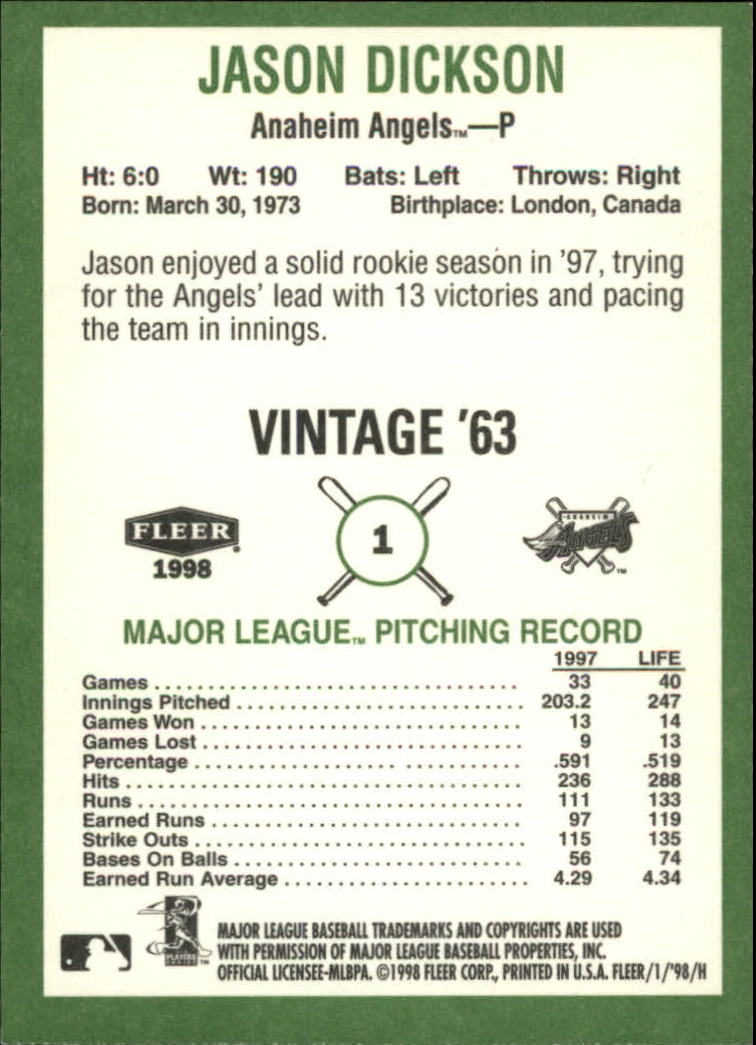 JASON DICKSON
Anaheim Angels™—P
Ht: 6:0 Wt: 190 Bats: Left Throws: Right
Born: March 30, 1973 Birthplace: London, Canada
Jason enjoyed a solid rookie season in '97, trying
for the Angels' lead with 13 victories and pacing
the team in innings.
VINTAGE '63
FLEER
1998
1
ANAHEIM
ANGELS™
MAJOR LEAGUE™ PITCHING RECORD
1997 LIFE
Games 33 40
Innings Pitched 203.2 247
Games Won 13 14
Games Lost 9 13
Percentage .591 .519
Hits 236 288
Runs 111 133
Earned Runs 97 119
Strike Outs 115 135
Bases On Balls 56 74
Earned Run Average 4.29 4.34
PLAYERS
CHOICE™
MAJOR LEAGUE BASEBALL TRADEMARKS AND COPYRIGHTS ARE USED
WITH PERMISSION OF MAJOR LEAGUE BASEBALL PROPERTIES, INC.
OFFICIAL LICENSEE-MLBPA. ©1998 FLEER CORP., PRINTED IN U.S.A. FLEER/1/'98/H